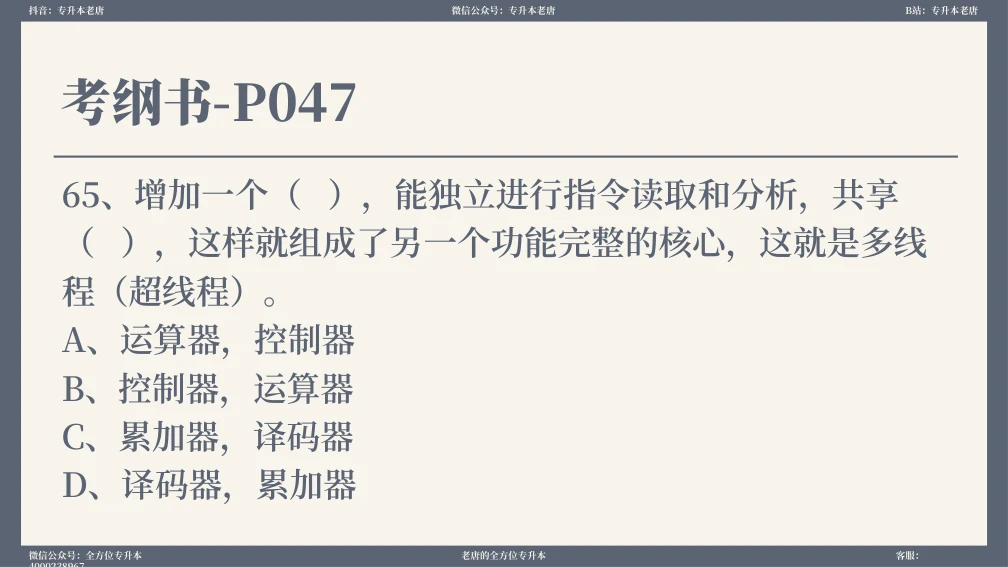 抖音：专升本老唐
微信公众号：专升本老唐
B站：专升本老唐
考纲书-P047
65、增加一个（ ），能独立进行指令读取和分析，共享
（ ），这样就组成了另一个功能完整的核心，这就是多线
程（超线程）。
A、运算器，控制器
B、控制器，运算器
C、累加器，译码器
D、译码器，累加器
微信公众号：全方位专升本
老唐的全方位专升本
客服：
4000238967